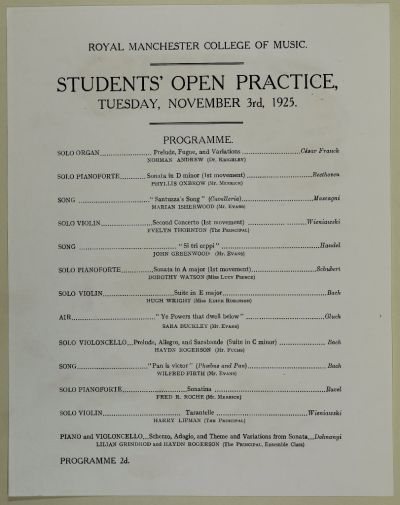 ROYAL MANCHESTER COLLEGE OF MUSIC.
STUDENTS' OPEN PRACTICE,
TUESDAY, NOVEMBER 3rd, 1925.
PROGRAMME.
SOLO ORGAN ........ Prelude, Fugue, and Variations ........ César Franck
NORMAN ANDREW (Dr. Keighley)
SOLO PIANOFORTE ........ Sonata in D minor (1st movement) ........ Beethoven
PHYLLIS OXBROW (Mr. Merrick)
SONG ........ "Santuzza's Song" (Cavalleria) ........ Mascagni
MARIAN ISHERWOOD (Mr. Evans)
SOLO VIOLIN ........ Second Concerto (1st movement) ........ Wieniawski
EVELYN THORNTON (The Principal)
SONG ........ "Si tri ceppi" ........ Handel
JOHN GREENWOOD (Mr. Evans)
SOLO PIANOFORTE ........ Sonata in A major (1st movement) ........ Schubert
DOROTHY WATSON (Miss Lucy Pierce)
SOLO VIOLIN ........ Suite in E major ........ Bach
HUGH WRIGHT (Miss Edith Robinson)
AIR ........ "Ye Powers that dwell below" ........ Gluck
SARA BUCKLEY (Mr. Evans)
SOLO VIOLONCELLO ... Prelude, Allegro, and Sarabande (Suite in C minor) ........ Bach
HAYDN ROGERSON (Mr. Fuchs)
SONG ........ "Pan is victor" (Phœbus and Pan) ........ Bach
WILFRED FIRTH (Mr. Evans)
SOLO PIANOFORTE ........ Sonatina ........ Ravel
FRED R. ROCHE (Mr. Merrick)
SOLO VIOLIN ........ Tarantelle ........ Wieniawski
HARRY LIPMAN (The Principal)
PIANO and VIOLONCELLO ... Scherzo, Adagio, and Theme and Variations from Sonata ... Dohnangi
LILIAN GRINDROD and HAYDN ROGERSON (The Principal, Ensemble Class)
PROGRAMME 2d.